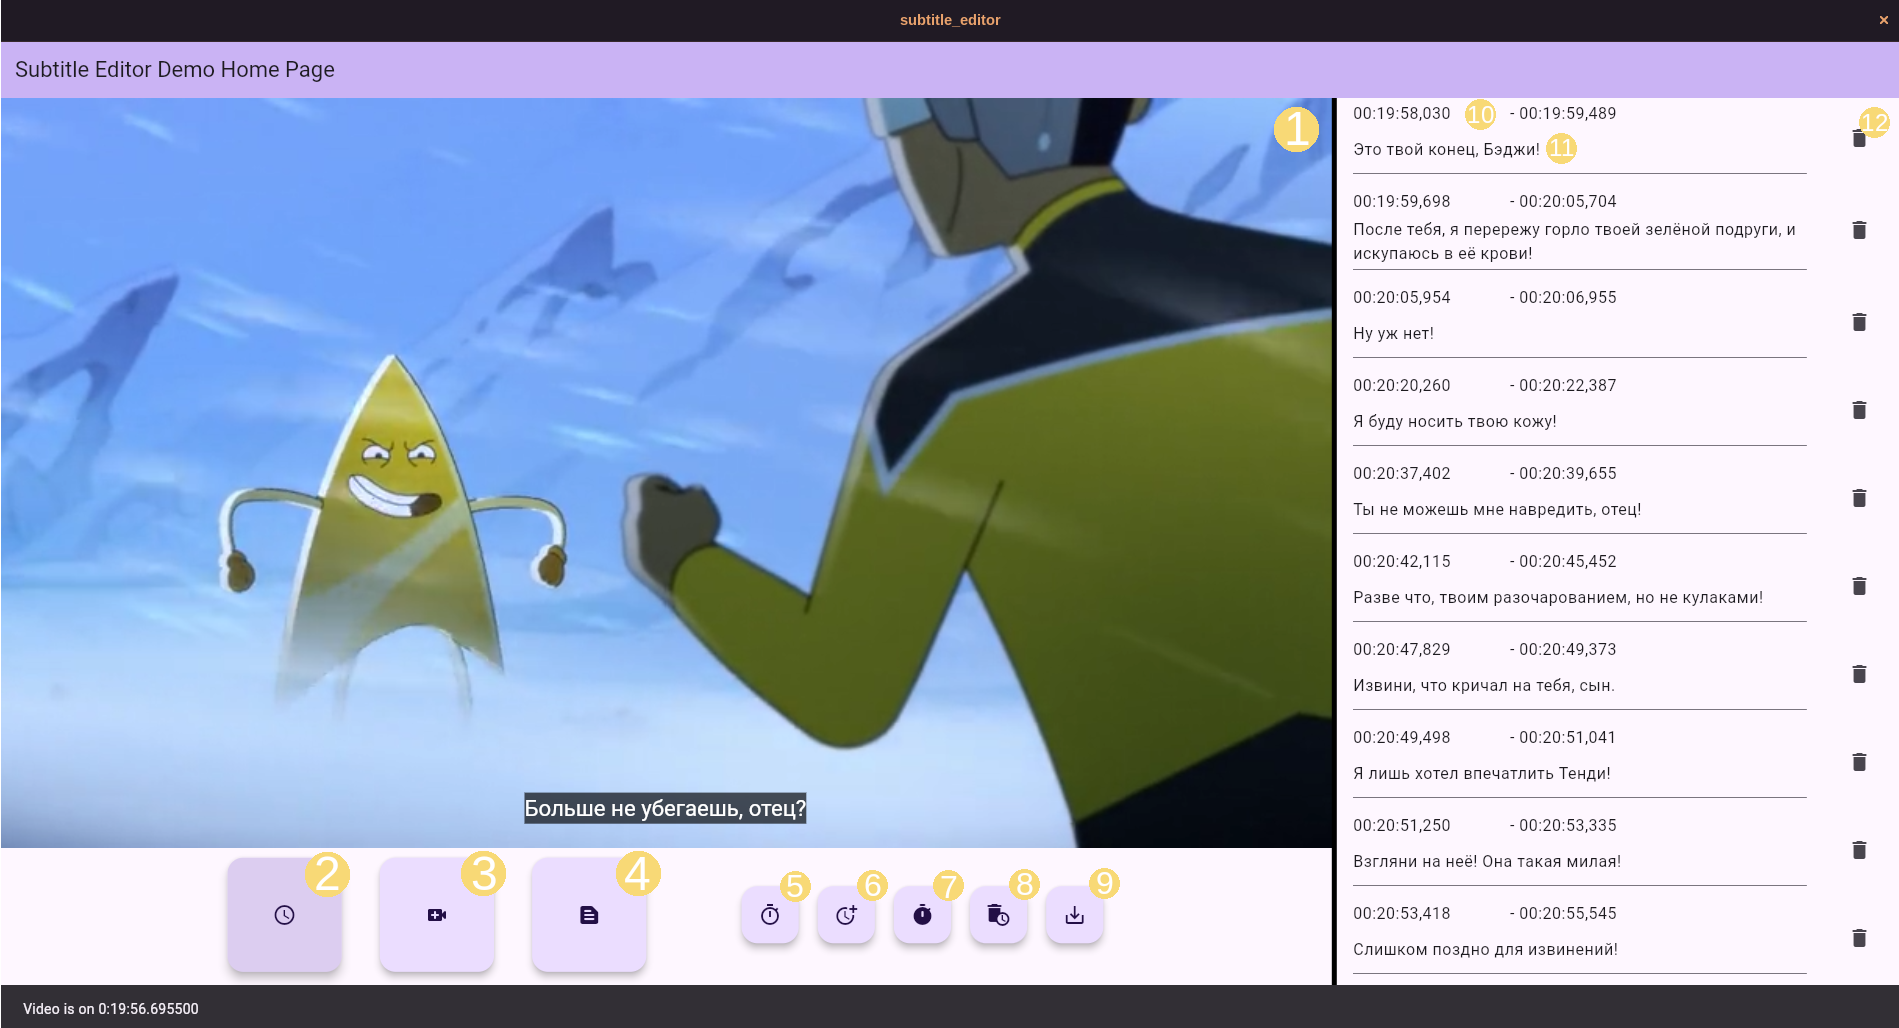 subtitle_editor
Subtitle Editor Demo Home Page
1
Больше не убегаешь, отец?
2
3
4
5
6
7
8
9
00:19:58,030 10 - 00:19:59,489
12
Это твой конец, Бэджи! 11
00:19:59,698 - 00:20:05,704
После тебя, я перережу горло твоей зелёной подруги, и
искупаюсь в её крови!
00:20:05,954 - 00:20:06,955
Ну уж нет!
00:20:20,260 - 00:20:22,387
Я буду носить твою кожу!
00:20:37,402 - 00:20:39,655
Ты не можешь мне навредить, отец!
00:20:42,115 - 00:20:45,452
Разве что, твоим разочарованием, но не кулаками!
00:20:47,829 - 00:20:49,373
Извини, что кричал на тебя, сын.
00:20:49,498 - 00:20:51,041
Я лишь хотел впечатлить Тенди!
00:20:51,250 - 00:20:53,335
Взгляни на неё! Она такая милая!
00:20:53,418 - 00:20:55,545
Слишком поздно для извинений!
Video is on 0:19:56.695500